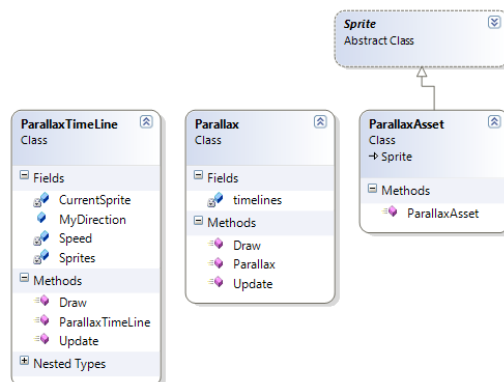 Sprite
Abstract Class
ParallaxTimeLine
Class
Fields
CurrentSprite
MyDirection
Speed
Sprites
Methods
Draw
ParallaxTimeLine
Update
Nested Types
Parallax
Class
Fields
timelines
Methods
Draw
Parallax
Update
ParallaxAsset
Class
Sprite
Methods
ParallaxAsset